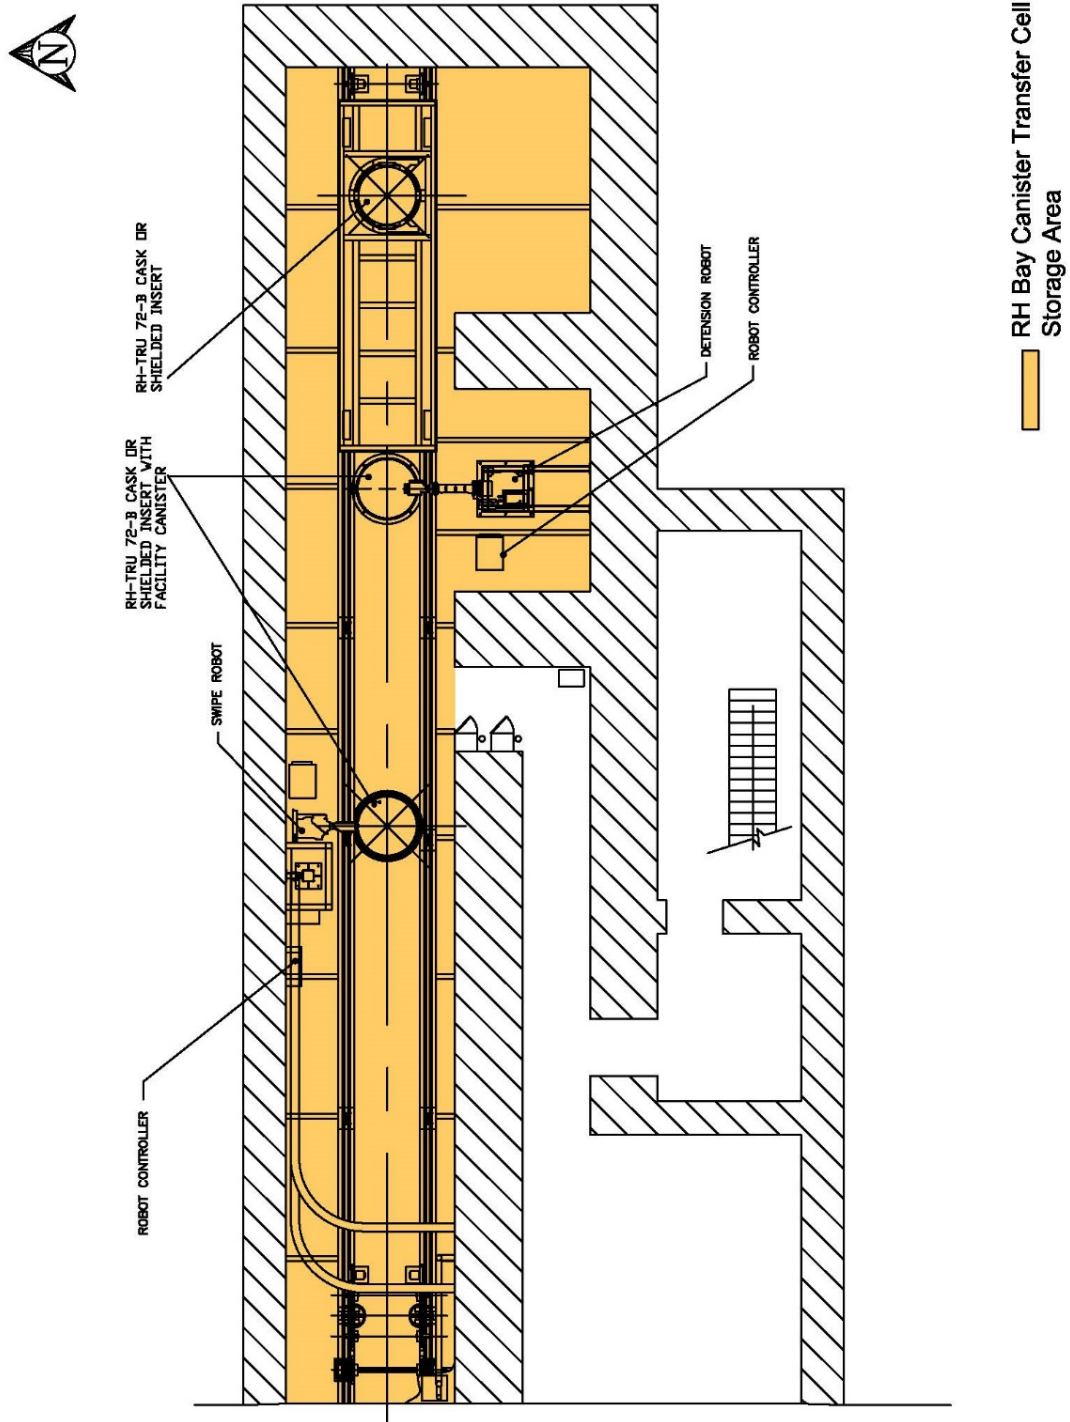 N
RH-TRU 72-B CASK OR
SHIELDED INSERT
RH-TRU 72-B CASK OR
SHIELDED INSERT WITH
FACILITY CANISTER
SWIPE ROBOT
ROBOT CONTROLLER
DETENSION ROBOT
ROBOT CONTROLLER
RH Bay Canister Transfer Cell
Storage Area